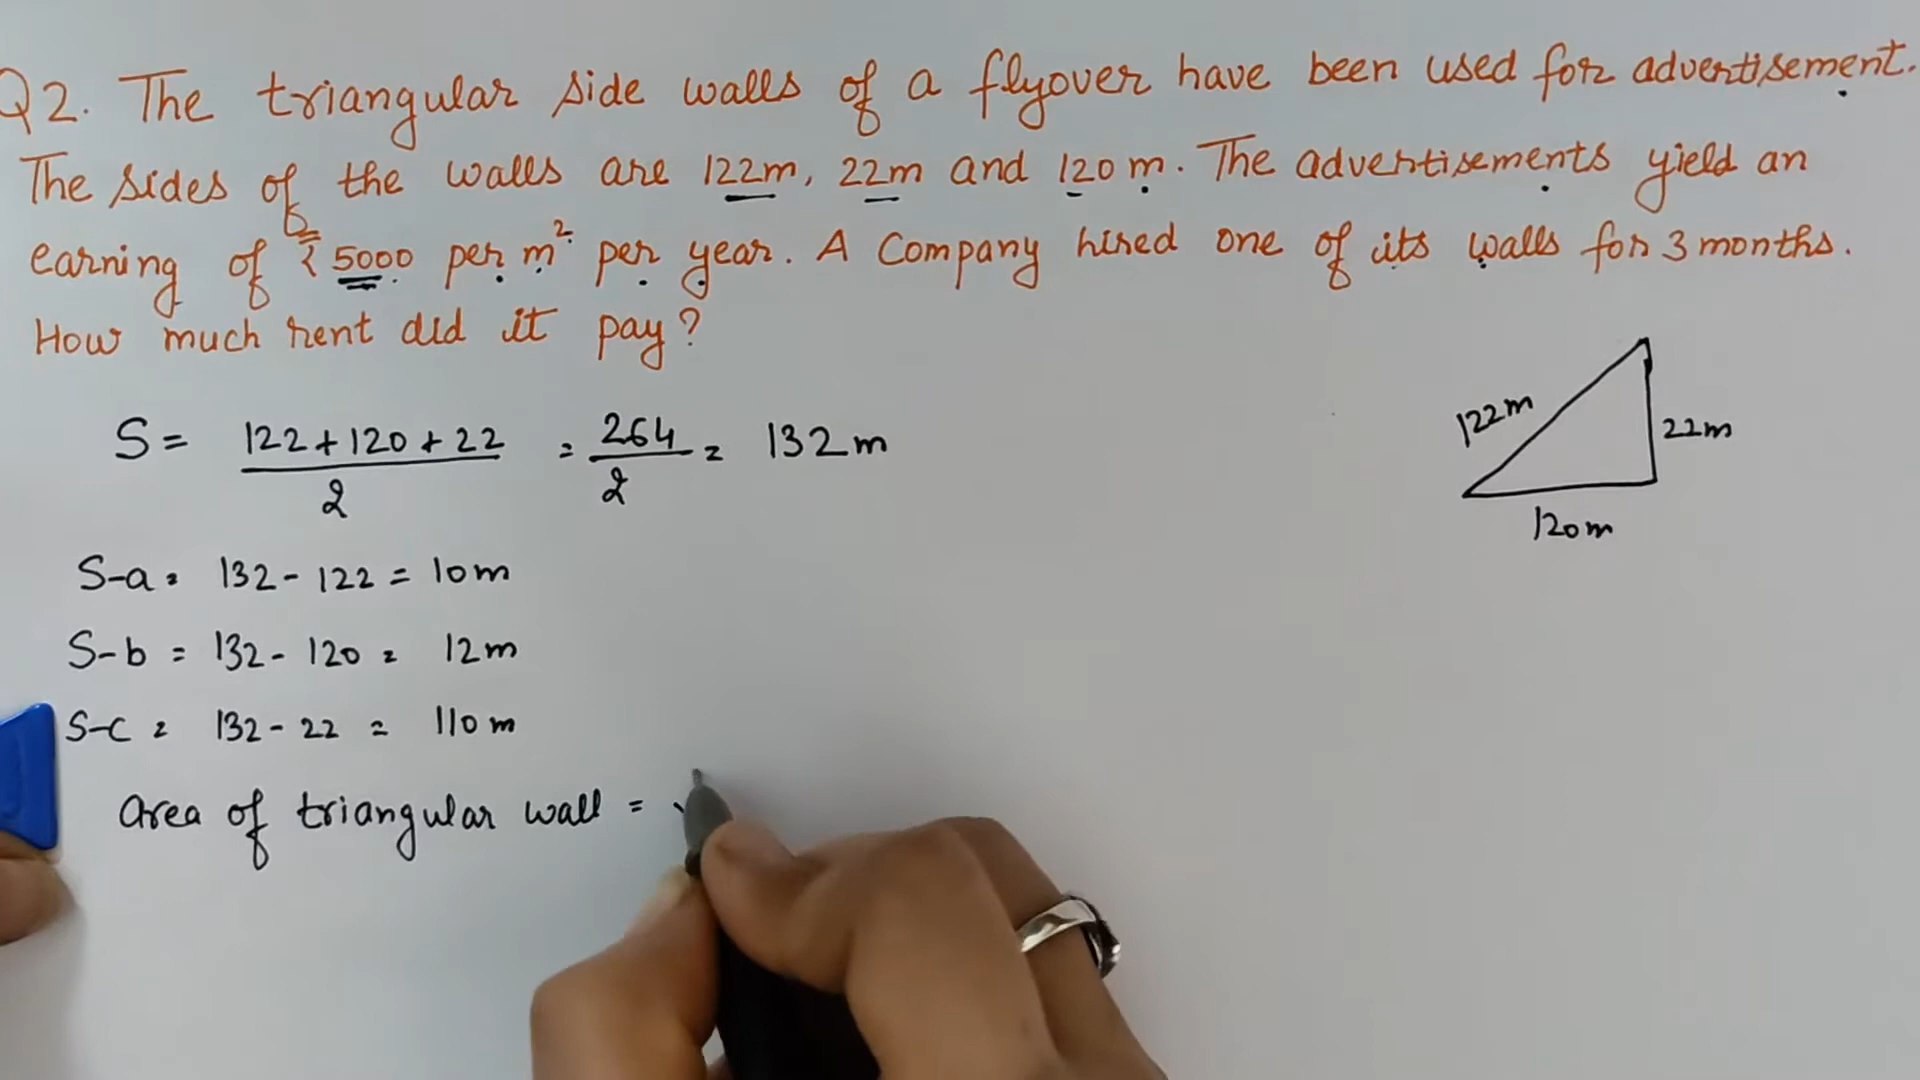 Q2. The triangular side walls of a flyover have been used for advertisement.
The sides of the walls are 122m, 22m and 120m. The advertisements yield an
earning of ₹5000 per m² per year. A Company hired one of its walls for 3 months.
How much rent did it pay?
S = 122+120+22 / 2 = 264 / 2 = 132m
S-a = 132-122 = 10m
S-b = 132-120 = 12m
S-c = 132-22 = 110m
area of triangular wall =
122m
22m
120m